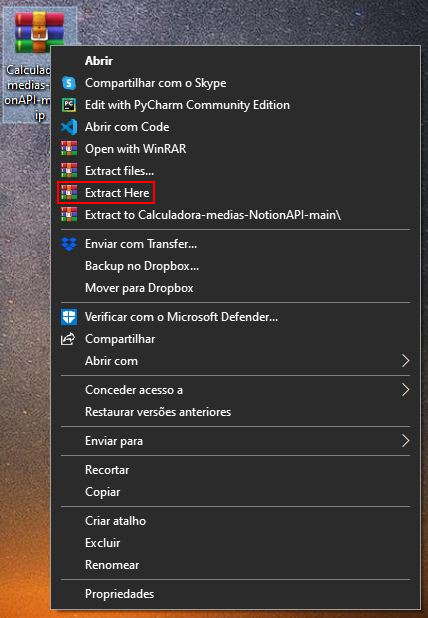 Calculad
medias-
onAPI-m
ip
Abrir
Compartilhar com o Skype
Edit with PyCharm Community Edition
Abrir com Code
Open with WinRAR
Extract files...
Extract Here
Extract to Calculadora-medias-NotionAPI-main\
Enviar com Transfer...
Backup no Dropbox...
Mover para Dropbox
Verificar com o Microsoft Defender...
Compartilhar
Abrir com
Conceder acesso a
Restaurar versões anteriores
Enviar para
Recortar
Copiar
Criar atalho
Excluir
Renomear
Propriedades